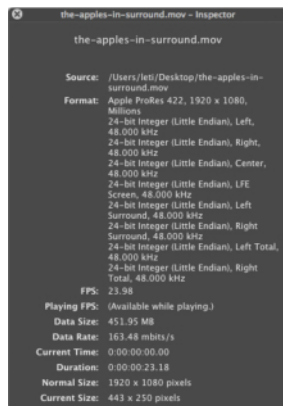 the-apples-in-surround.mov - Inspector
the-apples-in-surround.mov
Source: /Users/leti/Desktop/the-apples-in-
surround.mov
Format: Apple ProRes 422, 1920 x 1080,
Millions
24-bit Integer (Little Endian), Left,
48.000 kHz
24-bit Integer (Little Endian), Right,
48.000 kHz
24-bit Integer (Little Endian), Center,
48.000 kHz
24-bit Integer (Little Endian), LFE
Screen, 48.000 kHz
24-bit Integer (Little Endian), Left
Surround, 48.000 kHz
24-bit Integer (Little Endian), Right
Surround, 48.000 kHz
24-bit Integer (Little Endian), Left Total,
48.000 kHz
24-bit Integer (Little Endian), Right
Total, 48.000 kHz
FPS: 23.98
Playing FPS: (Available while playing.)
Data Size: 451.95 MB
Data Rate: 163.48 mbits/s
Current Time: 0:00:00:00.00
Duration: 0:00:00:23.18
Normal Size: 1920 x 1080 pixels
Current Size: 443 x 250 pixels